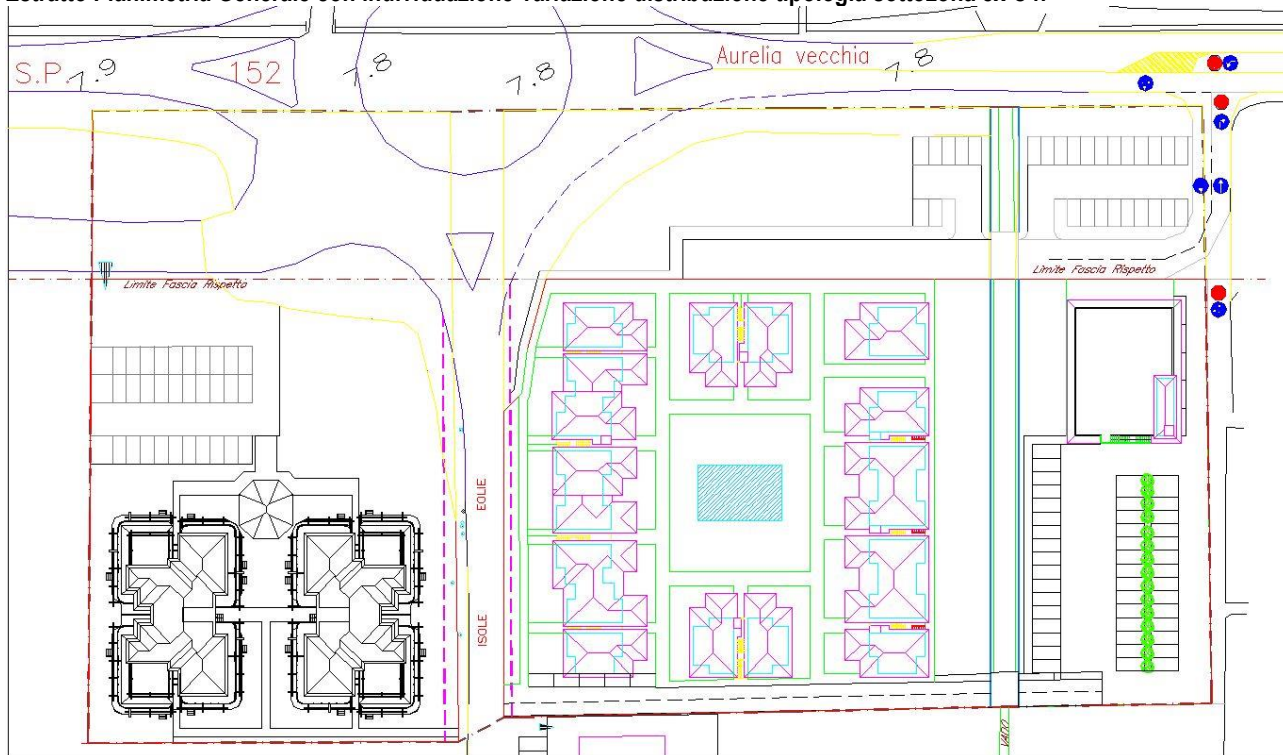 S.P. 152 Aurelia vecchia
7.9
7.8
7.8
7.8
Limite Fascia Rispetto
Limite Fascia Rispetto
ISOLE EOLIE